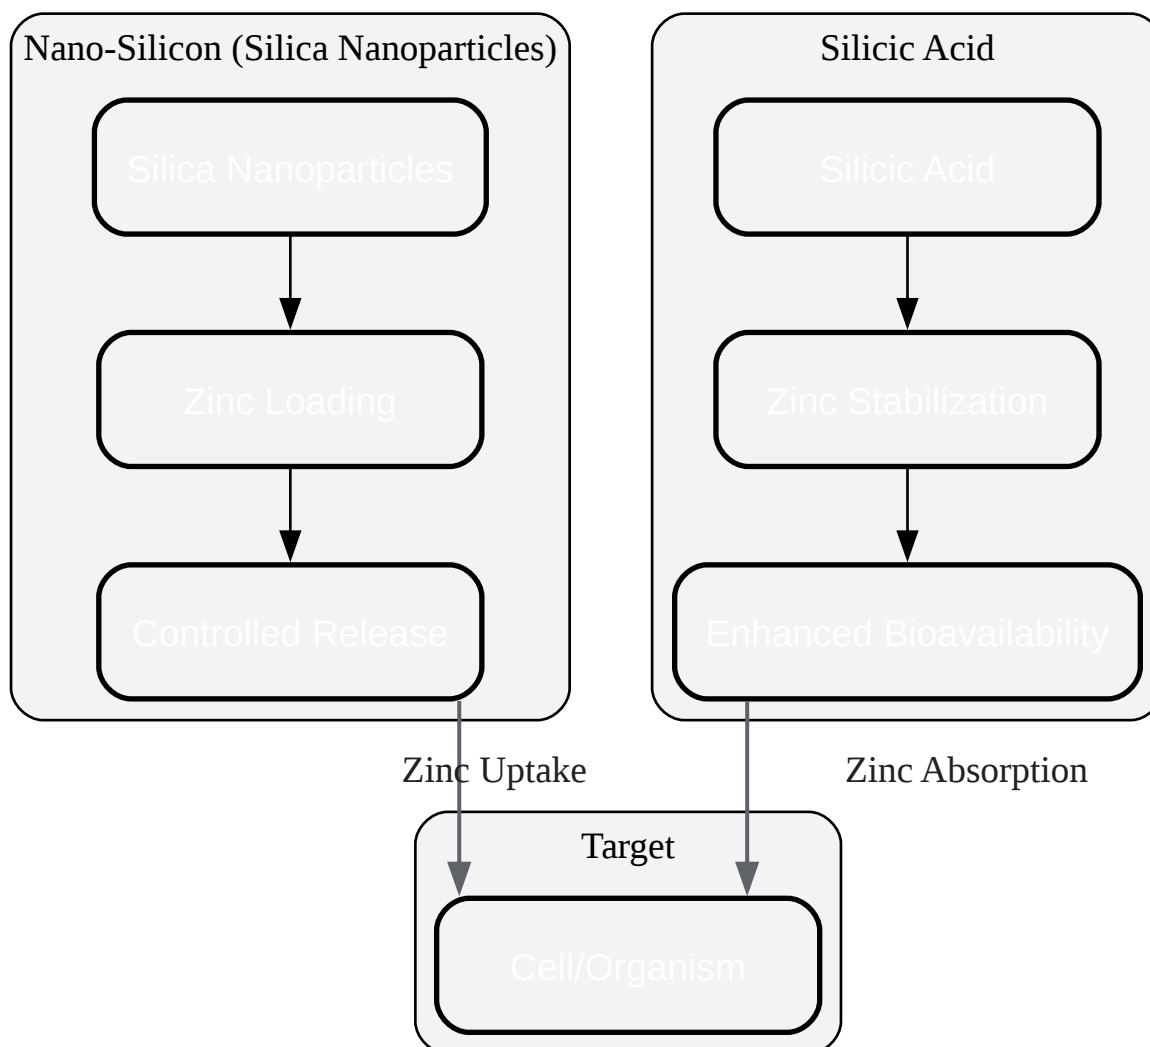 Nano-Silicon (Silica Nanoparticles)
Silica Nanoparticles
Zinc Loading
Controlled Release
Silicic Acid
Silicic Acid
Zinc Stabilization
Enhanced Bioavailability
Zinc Uptake
Zinc Absorption
Target
Cell/Organism